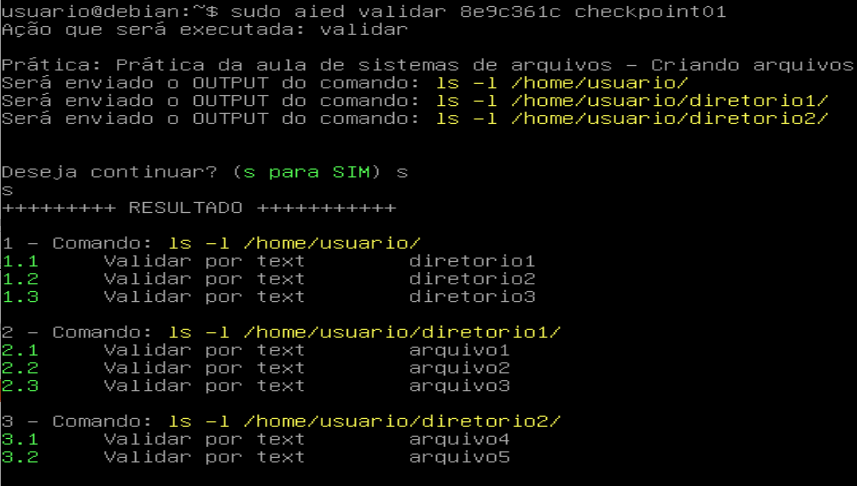 usuario@debian:~$ sudo aied validar 8e9c361c checkpoint01
Ação que será executada: validar
Prática: Prática da aula de sistemas de arquivos - Criando arquivos
Será enviado o OUTPUT do comando: ls -l /home/usuario/
Será enviado o OUTPUT do comando: ls -l /home/usuario/diretorio1/
Será enviado o OUTPUT do comando: ls -l /home/usuario/diretorio2/
Deseja continuar? (s para SIM) s
s
+++++++++ RESULTADO +++++++++++
1 - Comando: ls -l /home/usuario/
1.1 Validar por text diretorio1
1.2 Validar por text diretorio2
1.3 Validar por text diretorio3
2 - Comando: ls -l /home/usuario/diretorio1/
2.1 Validar por text arquivo1
2.2 Validar por text arquivo2
2.3 Validar por text arquivo3
3 - Comando: ls -l /home/usuario/diretorio2/
3.1 Validar por text arquivo4
3.2 Validar por text arquivo5